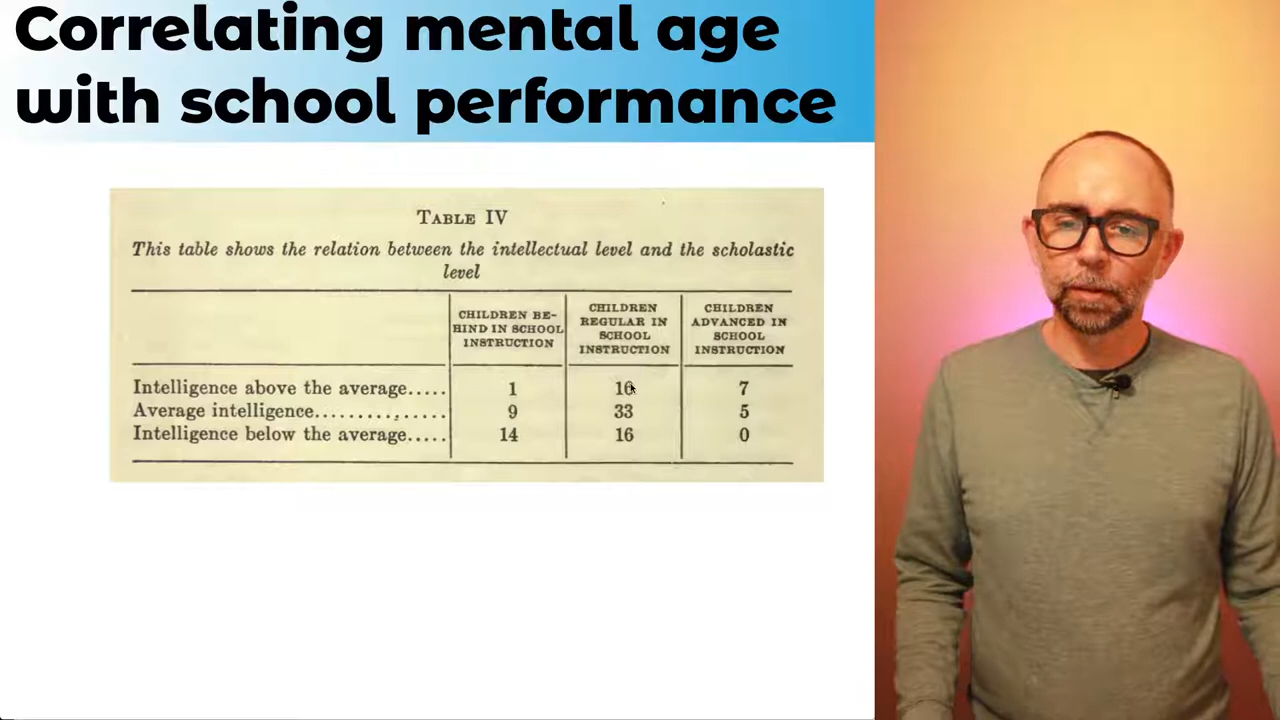 Correlating mental age
with school performance
TABLE IV
This table shows the relation between the intellectual level and the scholastic
level
CHILDREN BE-
HIND IN SCHOOL
INSTRUCTION
CHILDREN
REGULAR IN
SCHOOL
INSTRUCTION
CHILDREN
ADVANCED IN
SCHOOL
INSTRUCTION
Intelligence above the average..... 1 16 7
Average intelligence............. 9 33 5
Intelligence below the average..... 14 16 0